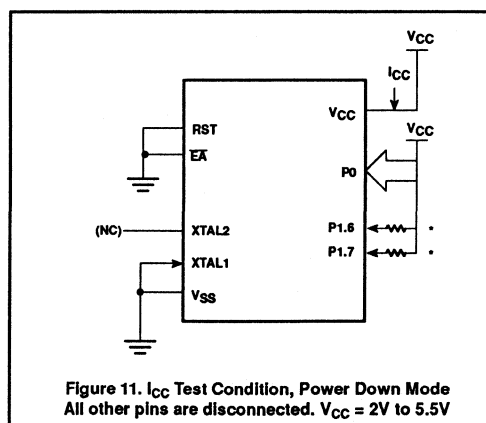 VCC
ICC
VCC
VCC
RST
EA
P0
(NC)
XTAL2
P1.6
*
XTAL1
P1.7
*
VSS
Figure 11. ICC Test Condition, Power Down Mode
All other pins are disconnected. VCC = 2V to 5.5V